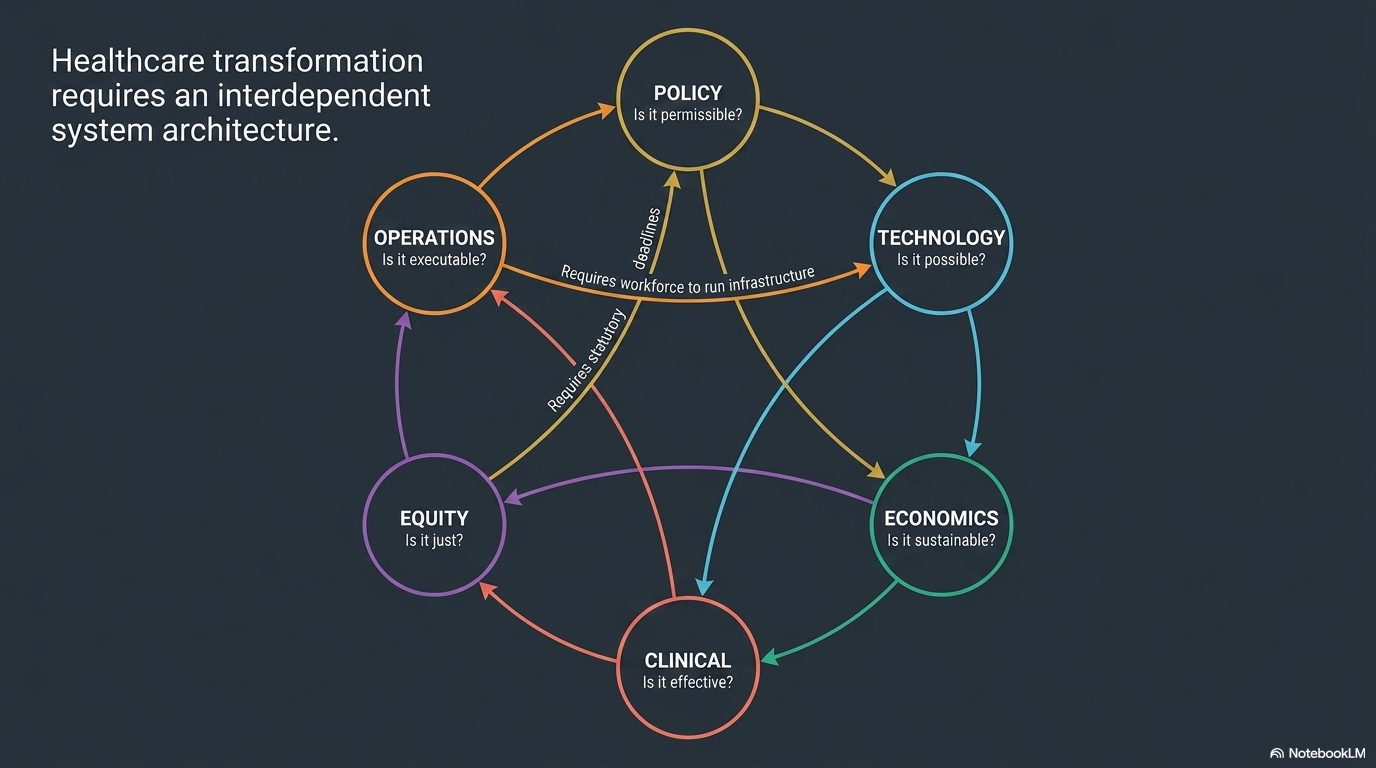 Healthcare transformation
requires an interdependent
system architecture.
POLICY
Is it permissible?
OPERATIONS
Is it executable?
TECHNOLOGY
Is it possible?
Requires workforce to run infrastructure
Requires statutory deadlines
EQUITY
Is it just?
ECONOMICS
Is it sustainable?
CLINICAL
Is it effective?
NotebookLM